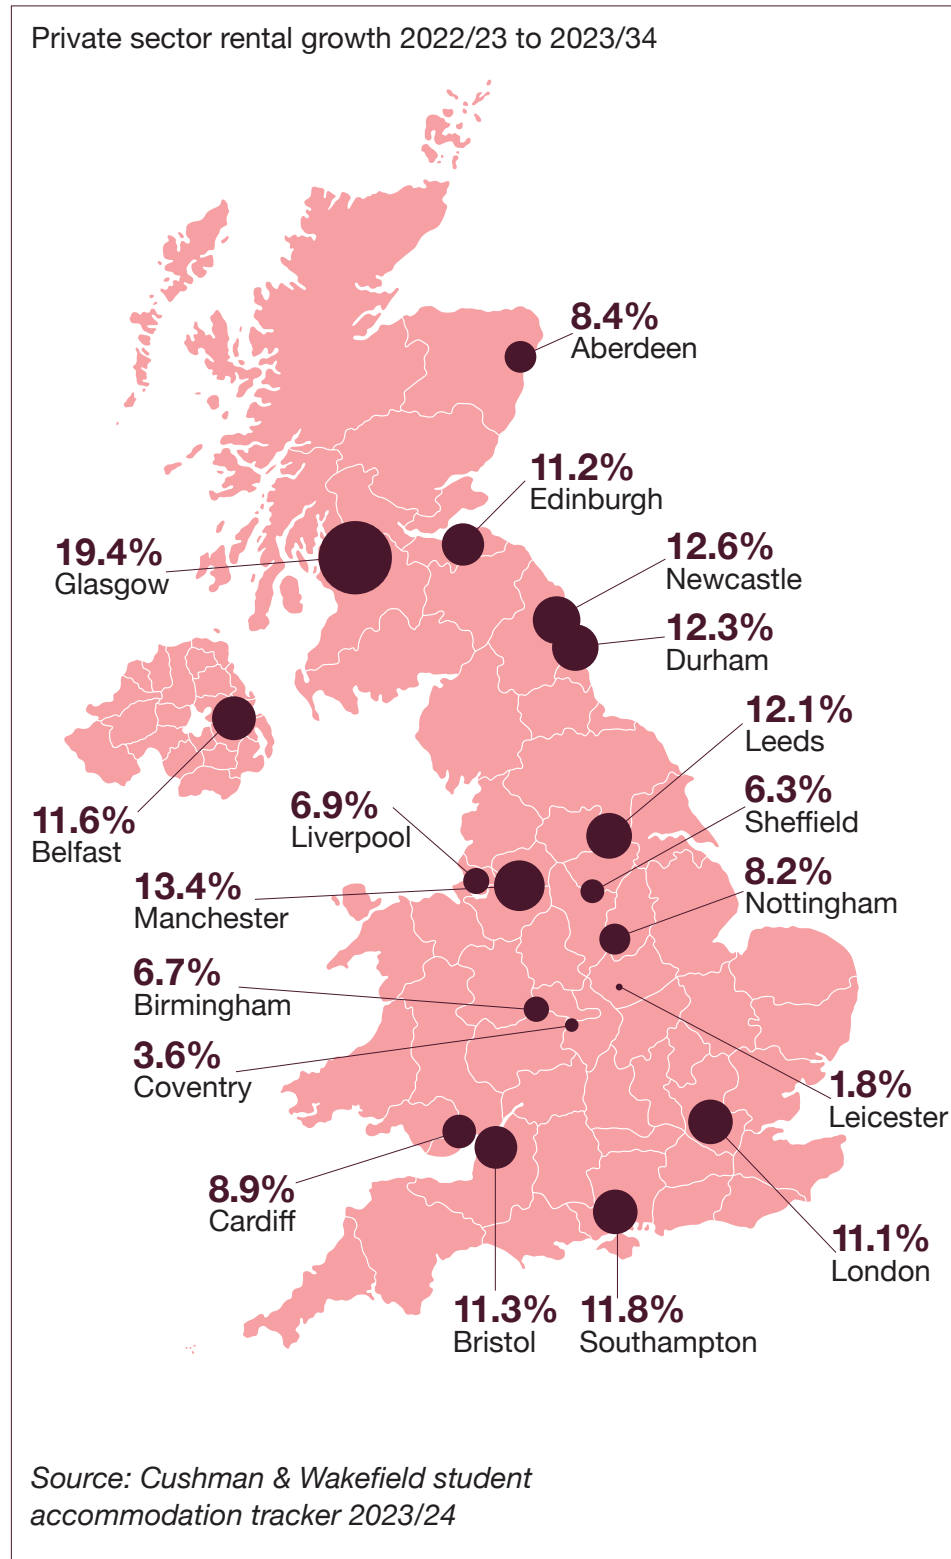 Private sector rental growth 2022/23 to 2023/34
8.4%
Aberdeen
11.2%
Edinburgh
19.4%
Glasgow
12.6%
Newcastle
12.3%
Durham
12.1%
Leeds
11.6%
Belfast
6.9%
Liverpool
6.3%
Sheffield
13.4%
Manchester
8.2%
Nottingham
6.7%
Birmingham
3.6%
Coventry
1.8%
Leicester
8.9%
Cardiff
11.1%
London
11.3%
Bristol
11.8%
Southampton
Source: Cushman & Wakefield student
accommodation tracker 2023/24